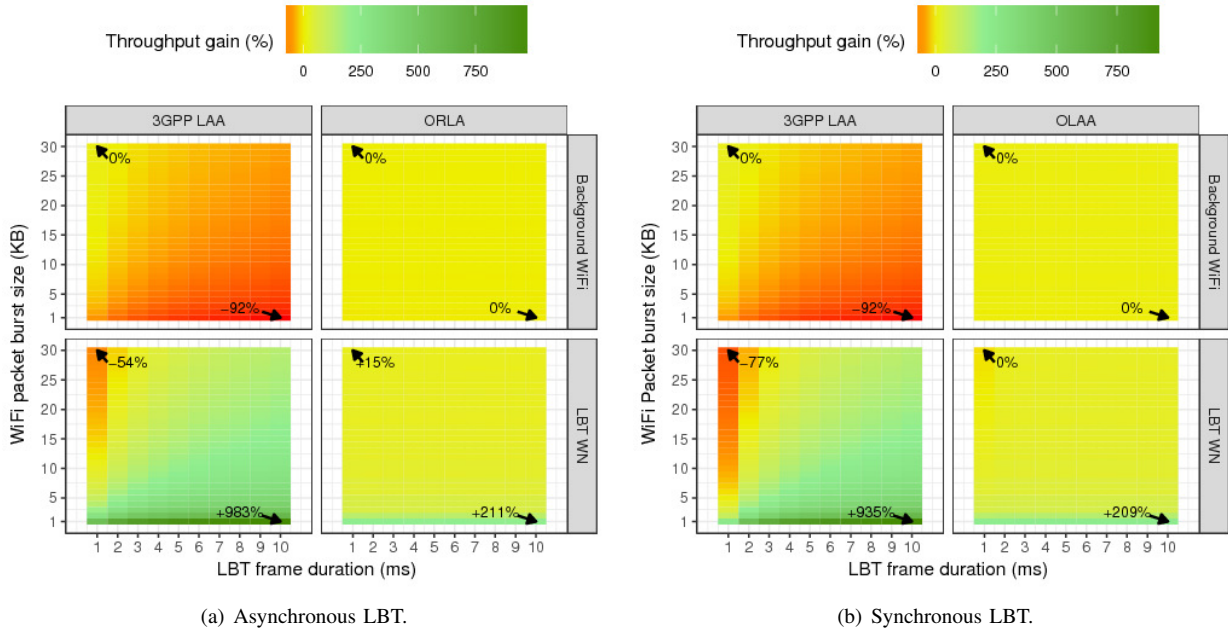 Throughput gain (%)
0 250 500 750
3GPP LAA
ORLA
WiFi packet burst size (KB)
30
25
20
15
10
5
1
0%
−92%
0%
0%
Background WiFi
30
25
20
15
10
5
1
−54%
+983%
+15%
+211%
LBT WN
1 2 3 4 5 6 7 8 9 10
1 2 3 4 5 6 7 8 9 10
LBT frame duration (ms)
(a) Asynchronous LBT.
Throughput gain (%)
0 250 500 750
3GPP LAA
OLAA
WiFi Packet burst size (KB)
30
25
20
15
10
5
1
0%
−92%
0%
0%
Background WiFi
30
25
20
15
10
5
1
−77%
+935%
0%
+209%
LBT WN
1 2 3 4 5 6 7 8 9 10
1 2 3 4 5 6 7 8 9 10
LBT frame duration (ms)
(b) Synchronous LBT.